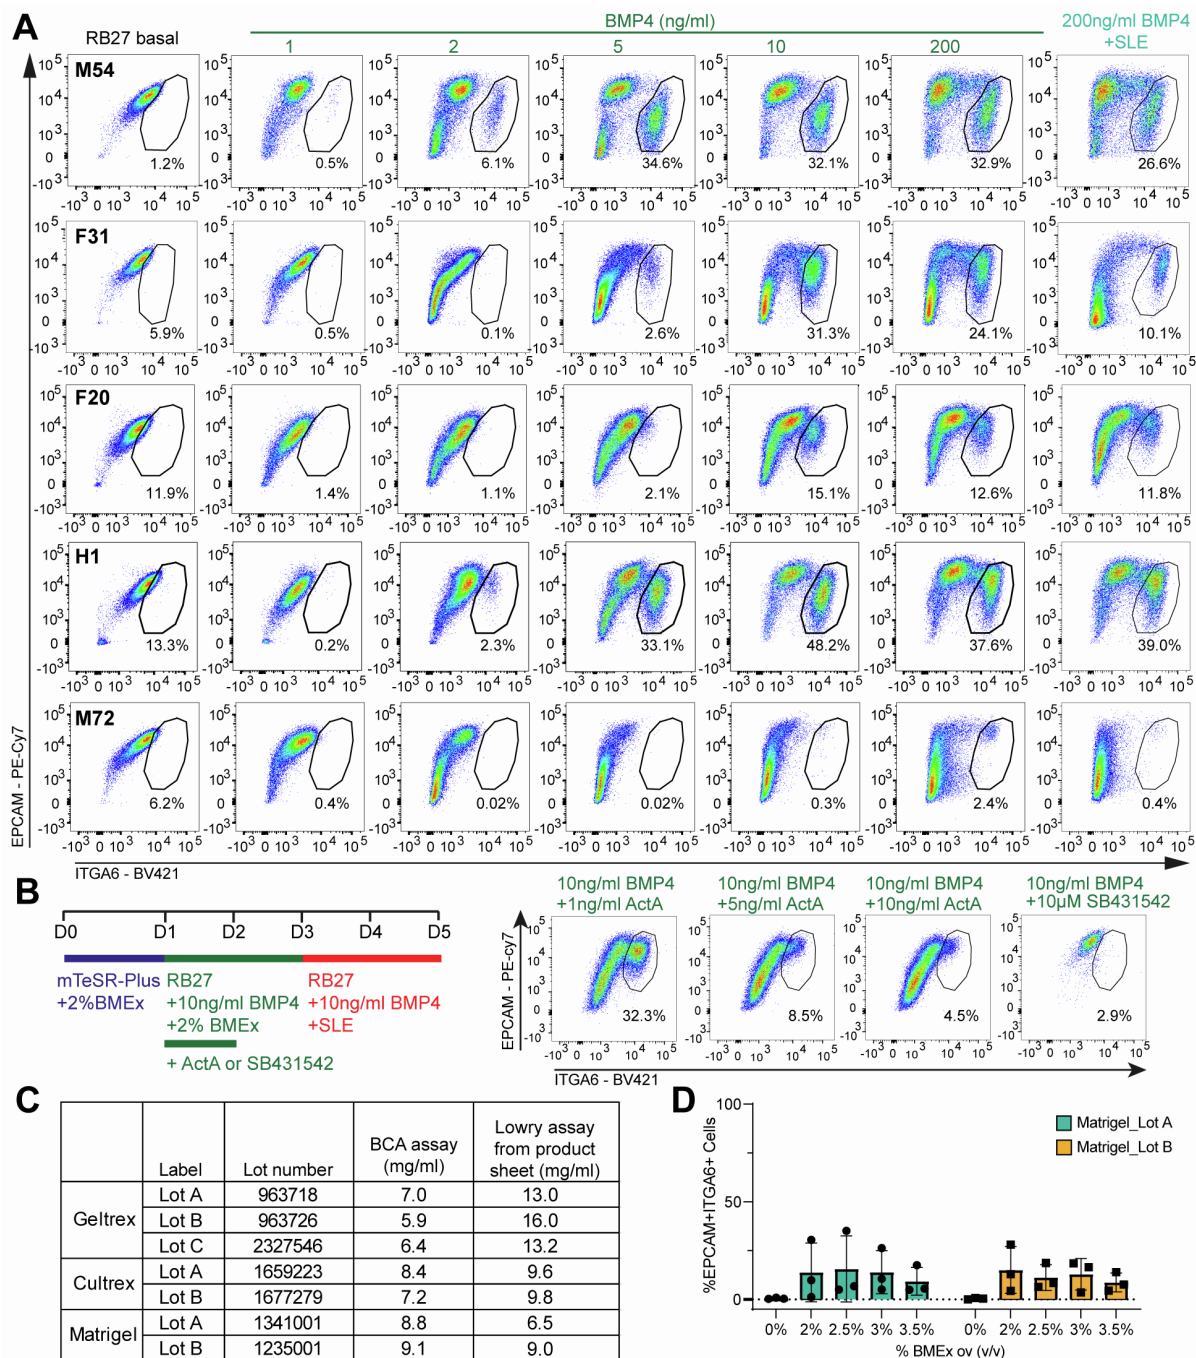 A
RB27 basal
BMP4 (ng/ml)
200ng/ml BMP4
+SLE
1
2
5
10
200
M54
1.2%
0.5%
6.1%
34.6%
32.1%
32.9%
26.6%
F31
5.9%
0.5%
0.1%
2.6%
31.3%
24.1%
10.1%
F20
11.9%
1.4%
1.1%
2.1%
15.1%
12.6%
11.8%
H1
13.3%
0.2%
2.3%
33.1%
48.2%
37.6%
39.0%
M72
6.2%
0.4%
0.02%
0.02%
0.3%
2.4%
0.4%
EPCAM - PE-Cy7
ITGA6 - BV421
B
D0 D1 D2 D3 D4 D5
mTeSR-Plus
+2%BMEx
RB27
+10ng/ml BMP4
+2% BMEx
+ ActA or SB431542
RB27
+10ng/ml BMP4
+SLE
10ng/ml BMP4
+1ng/ml ActA
10ng/ml BMP4
+5ng/ml ActA
10ng/ml BMP4
+10ng/ml ActA
10ng/ml BMP4
+10µM SB431542
32.3%
8.5%
4.5%
2.9%
EPCAM - PE-cy7
ITGA6 - BV421
C
Label Lot number BCA assay (mg/ml) Lowry assay from product sheet (mg/ml)
Geltrex Lot A 963718 7.0 13.0
Lot B 963726 5.9 16.0
Lot C 2327546 6.4 13.2
Cultrex Lot A 1659223 8.4 9.6
Lot B 1677279 7.2 9.8
Matrigel Lot A 1341001 8.8 6.5
Lot B 1235001 9.1 9.0
D
100
50
0
%EPCAM+ITGA6+ Cells
Matrigel_Lot A
Matrigel_Lot B
0% 2% 2.5% 3% 3.5% 0% 2% 2.5% 3% 3.5%
% BMEx ov (v/v)